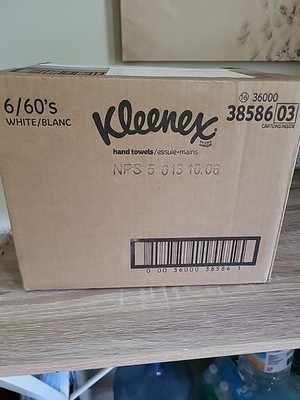 6/60's
WHITE/BLANC
Kleenex
hand towels/essuie-mains
NPS 5 013 10:06
16 36000
38586 03
CARTONS INSIDE
0 00 36000 38586 1